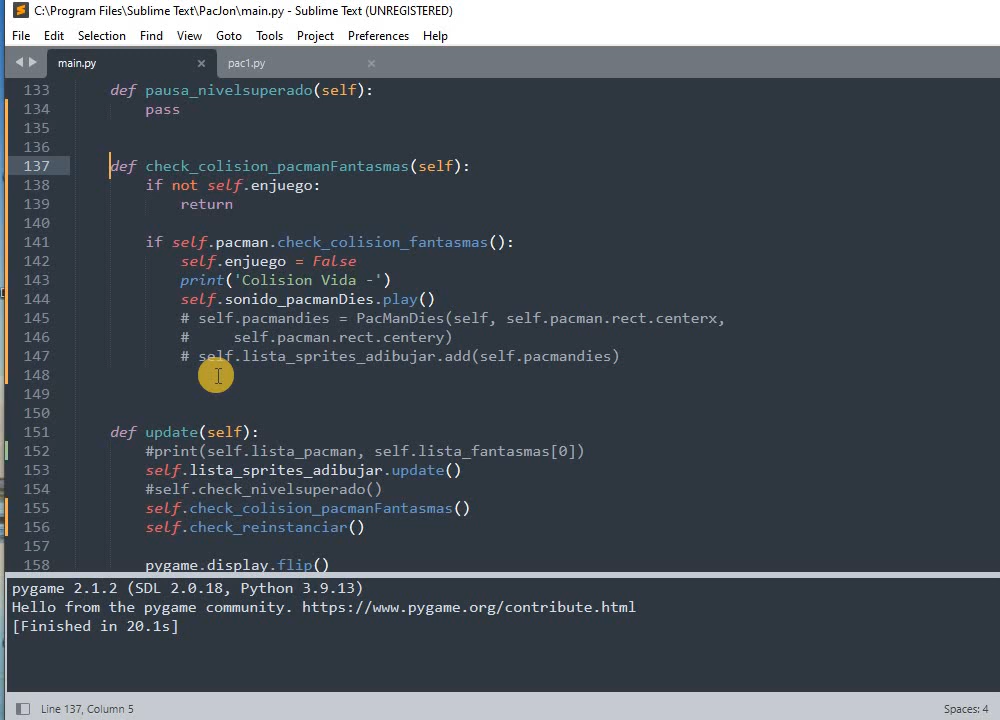 C:\Program Files\Sublime Text\PacJon\main.py - Sublime Text (UNREGISTERED)
File Edit Selection Find View Goto Tools Project Preferences Help
main.py pac1.py
133 def pausa_nivelsuperado(self):
134 pass
135
136
137 def check_colision_pacmanFantasmas(self):
138 if not self.enjuego:
139 return
140
141 if self.pacman.check_colision_fantasmas():
142 self.enjuego = False
143 print('Colision Vida -')
144 self.sonido_pacmanDies.play()
145 # self.pacmandies = PacManDies(self, self.pacman.rect.centerx,
146 # self.pacman.rect.centery)
147 # self.lista_sprites_adibujar.add(self.pacmandies)
148
149
150
151 def update(self):
152 #print(self.lista_pacman, self.lista_fantasmas[0])
153 self.lista_sprites_adibujar.update()
154 #self.check_nivelsuperado()
155 self.check_colision_pacmanFantasmas()
156 self.check_reinstanciar()
157
158 pygame.display.flip()
pygame 2.1.2 (SDL 2.0.18, Python 3.9.13)
Hello from the pygame community. https://www.pygame.org/contribute.html
[Finished in 20.1s]
Line 137, Column 5 Spaces: 4